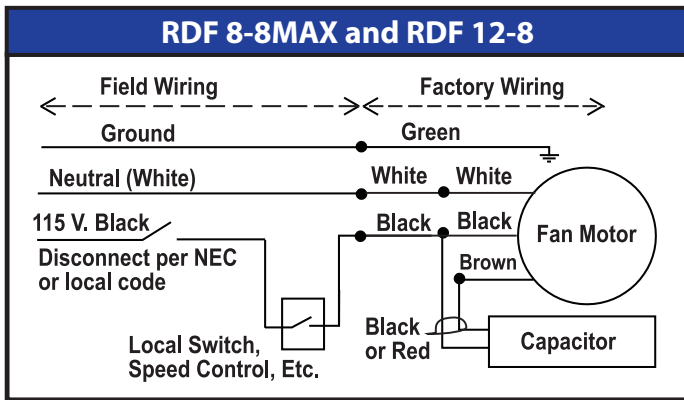 RDF 8-8MAX and RDF 12-8
Field Wiring
Factory Wiring
Ground
Green
Neutral (White)
White
White
115 V. Black
Black
Black
Fan Motor
Disconnect per NEC
or local code
Brown
Local Switch,
Speed Control, Etc.
Black
or Red
Capacitor